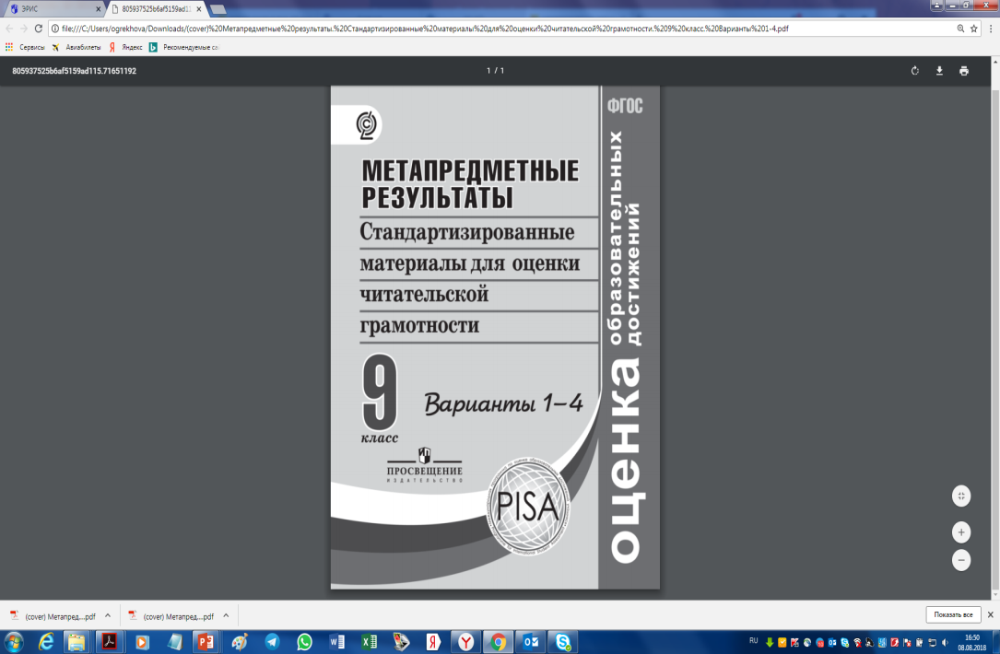 ЭРИС
805937525b6af5159ad11
file:///C:/Users/ogrekhova/Downloads/(cover)%20Метапредметные%20результаты.%20Стандартизированные%20материалы%20для%20оценки%20читательской%20грамотности.%209%20класс.%20Варианты%201-4.pdf
Сервисы Авиабилеты Яндекс Рекомендуемые са
805937525b6af5159ad115.71651192
1 / 1
ФГОС
МЕТАПРЕДМЕТНЫЕ
РЕЗУЛЬТАТЫ
Стандартизированные
материалы для оценки
читательской
грамотности
9
класс
Варианты 1–4
ПРОСВЕЩЕНИЕ
ИЗДАТЕЛЬСТВО
PISA
оценка образовательных
достижений
(cover) Метапред....pdf
(cover) Метапред....pdf
Показать все
RU
16:50
08.08.2018